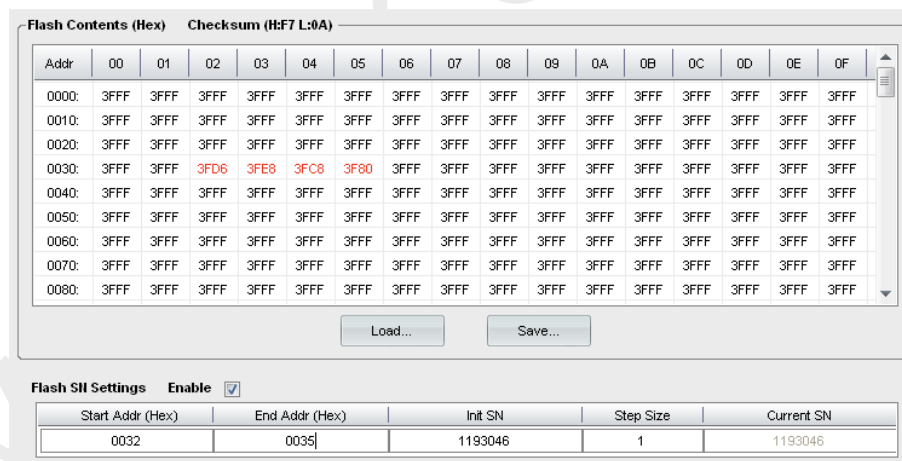 Flash Contents (Hex) Checksum (H:F7 L:0A)
Addr 00 01 02 03 04 05 06 07 08 09 0A 0B 0C 0D 0E 0F
0000: 3FFF 3FFF 3FFF 3FFF 3FFF 3FFF 3FFF 3FFF 3FFF 3FFF 3FFF 3FFF 3FFF 3FFF 3FFF 3FFF
0010: 3FFF 3FFF 3FFF 3FFF 3FFF 3FFF 3FFF 3FFF 3FFF 3FFF 3FFF 3FFF 3FFF 3FFF 3FFF 3FFF
0020: 3FFF 3FFF 3FFF 3FFF 3FFF 3FFF 3FFF 3FFF 3FFF 3FFF 3FFF 3FFF 3FFF 3FFF 3FFF 3FFF
0030: 3FFF 3FFF 3FD6 3FE8 3FC8 3F80 3FFF 3FFF 3FFF 3FFF 3FFF 3FFF 3FFF 3FFF 3FFF 3FFF
0040: 3FFF 3FFF 3FFF 3FFF 3FFF 3FFF 3FFF 3FFF 3FFF 3FFF 3FFF 3FFF 3FFF 3FFF 3FFF 3FFF
0050: 3FFF 3FFF 3FFF 3FFF 3FFF 3FFF 3FFF 3FFF 3FFF 3FFF 3FFF 3FFF 3FFF 3FFF 3FFF 3FFF
0060: 3FFF 3FFF 3FFF 3FFF 3FFF 3FFF 3FFF 3FFF 3FFF 3FFF 3FFF 3FFF 3FFF 3FFF 3FFF 3FFF
0070: 3FFF 3FFF 3FFF 3FFF 3FFF 3FFF 3FFF 3FFF 3FFF 3FFF 3FFF 3FFF 3FFF 3FFF 3FFF 3FFF
0080: 3FFF 3FFF 3FFF 3FFF 3FFF 3FFF 3FFF 3FFF 3FFF 3FFF 3FFF 3FFF 3FFF 3FFF 3FFF 3FFF
Load... Save...
Flash SN Settings Enable
Start Addr (Hex) End Addr (Hex) Init SN Step Size Current SN
0032 0035 1193046 1 1193046